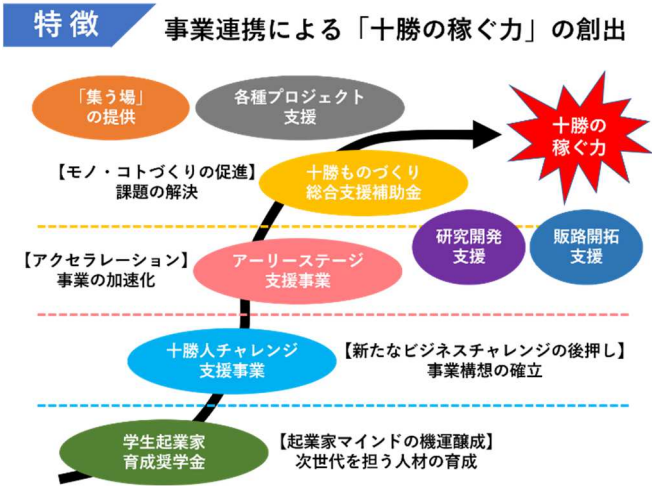 特徴
事業連携による「十勝の稼ぐ力」の創出
「集う場」
の提供
各種プロジェクト
支援
十勝の
稼ぐ力
【モノ・コトづくりの促進】
課題の解決
十勝ものづくり
総合支援補助金
研究開発
支援
販路開拓
支援
【アクセラレーション】
事業の加速化
アーリーステージ
支援事業
十勝人チャレンジ
支援事業
【新たなビジネスチャレンジの後押し】
事業構想の確立
学生起業家
育成奨学金
【起業家マインドの機運醸成】
次世代を担う人材の育成